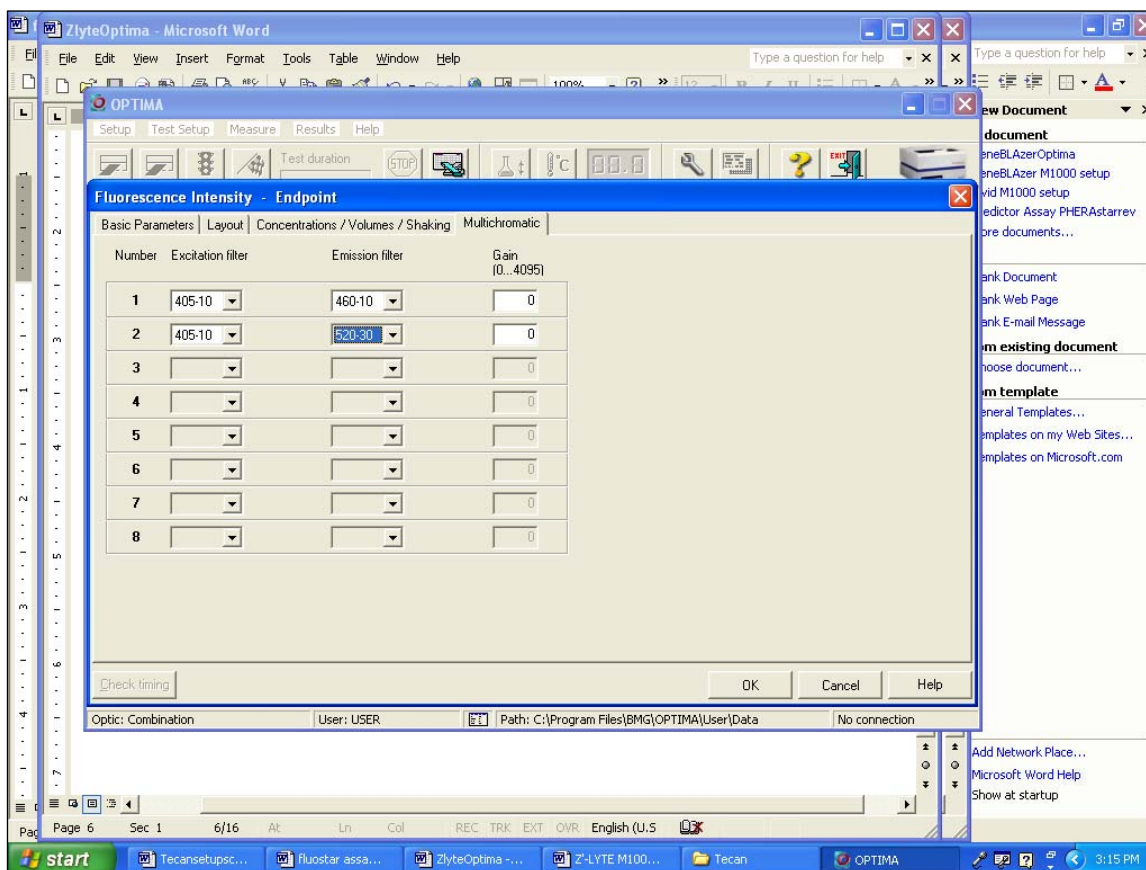 ZlyteOptima - Microsoft Word
File Edit View Insert Format Tools Table Window Help
Type a question for help
Type a question for help
100%
OPTIMA
Setup Test Setup Measure Results Help
Test duration
STOP
°C
EXIT
Fluorescence Intensity - Endpoint
Basic Parameters Layout Concentrations / Volumes / Shaking Multichromatic
Number Excitation filter Emission filter Gain
(0...4095)
1 405-10 460-10 0
2 405-10 520-30 0
3 0
4 0
5 0
6 0
7 0
8 0
Check timing OK Cancel Help
Optic: Combination User: USER Path: C:\Program Files\BMG\OPTIMA\User\Data No connection
ew Document
document
eneBLAzerOptima
eneBLAzer M1000 setup
vid M1000 setup
edictor Assay PHERAstarrev
ore documents...
ank Document
ank Web Page
ank E-mail Message
om existing document
hoose document...
om template
eneral Templates...
emplates on my Web Sites...
emplates on Microsoft.com
Add Network Place...
Microsoft Word Help
Show at startup
Page 6 Sec 1 6/16 At Ln Col REC TRK EXT OVR English (U.S
start Tecansetupsc... fluostar assa... ZlyteOptima -... Z'-LYTE M100... Tecan OPTIMA 3:15 PM